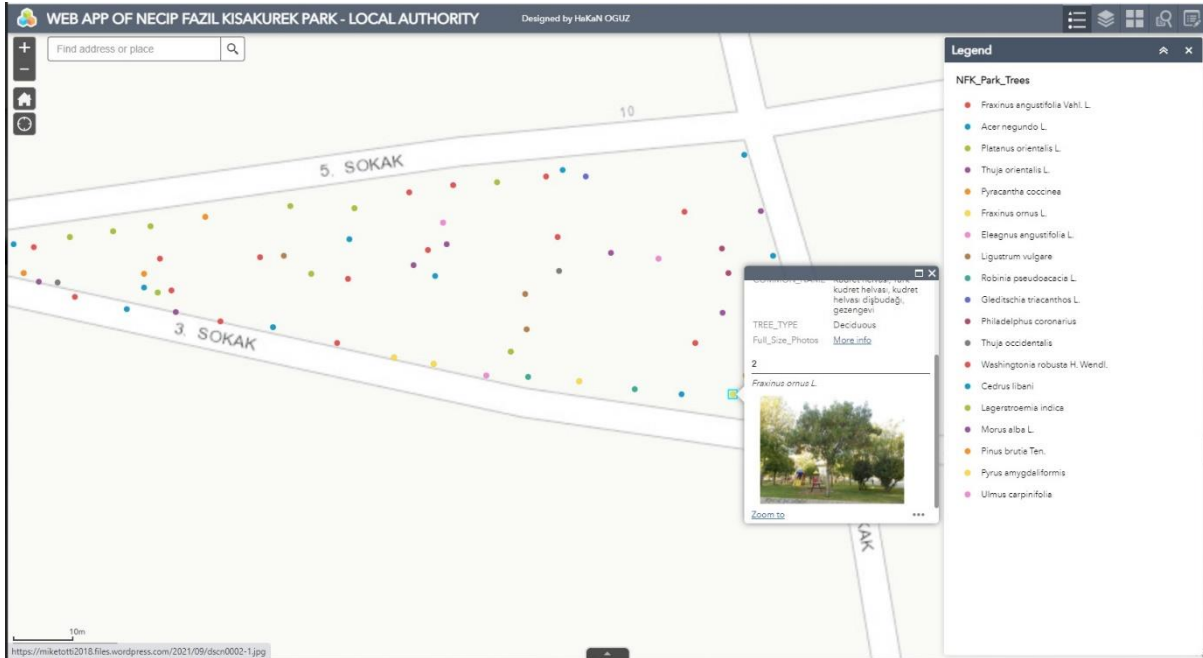 WEB APP OF NECIP FAZIL KISAKUREK PARK - LOCAL AUTHORITY
Designed by HaKaN OGUZ
Find address or place
Legend
NFK_Park_Trees
Fraxinus angustifolia Vahl. L.
Acer negundo L.
Platanus orientalis L.
Thuja orientalis L.
Pyracantha coccinea
Fraxinus ornus L.
Eleagnus angustifolia L.
Ligustrum vulgare
Robinia pseudoacacia L.
Gleditschia triacanthos L.
Philadelphus coronarius
Thuja occidentalis
Washingtonia robusta H. Wendl.
Cedrus libani
Lagerstroemia indica
Morus alba L.
Pinus brutia Ten.
Pyrus amygdaliformis
Ulmus carpinifolia
10
5. SOKAK
3. SOKAK
kudret helvası, kudret
helvası dişbudağı,
gezengevi
TREE_TYPE Deciduous
Full_Size_Photos More info
2
Fraxinus ornus L.
Zoom to
KAK
10m
https://miketotti2018.files.wordpress.com/2021/09/dscn0002-1.jpg